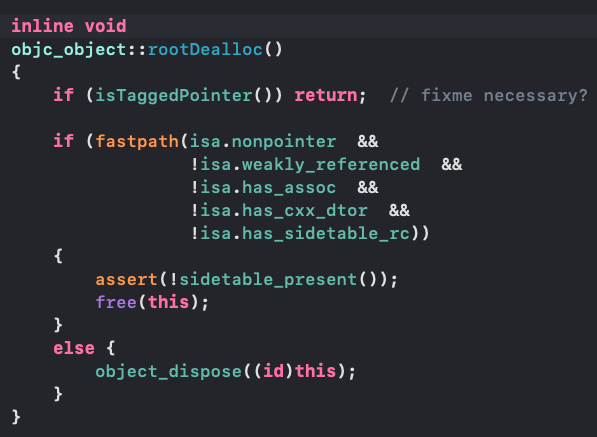 inline void
objc_object::rootDealloc()
{
    if (isTaggedPointer()) return;  // fixme necessary?

    if (fastpath(isa.nonpointer  &&
                 !isa.weakly_referenced  &&
                 !isa.has_assoc  &&
                 !isa.has_cxx_dtor  &&
                 !isa.has_sidetable_rc))
    {
        assert(!sidetable_present());
        free(this);
    }
    else {
        object_dispose((id)this);
    }
}